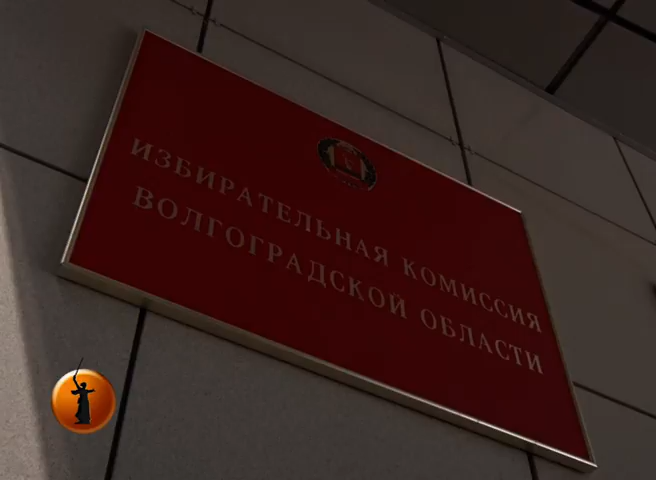 ИЗБИРАТЕЛЬНАЯ КОМИССИЯ
ВОЛГОГРАДСКОЙ ОБЛАСТИ